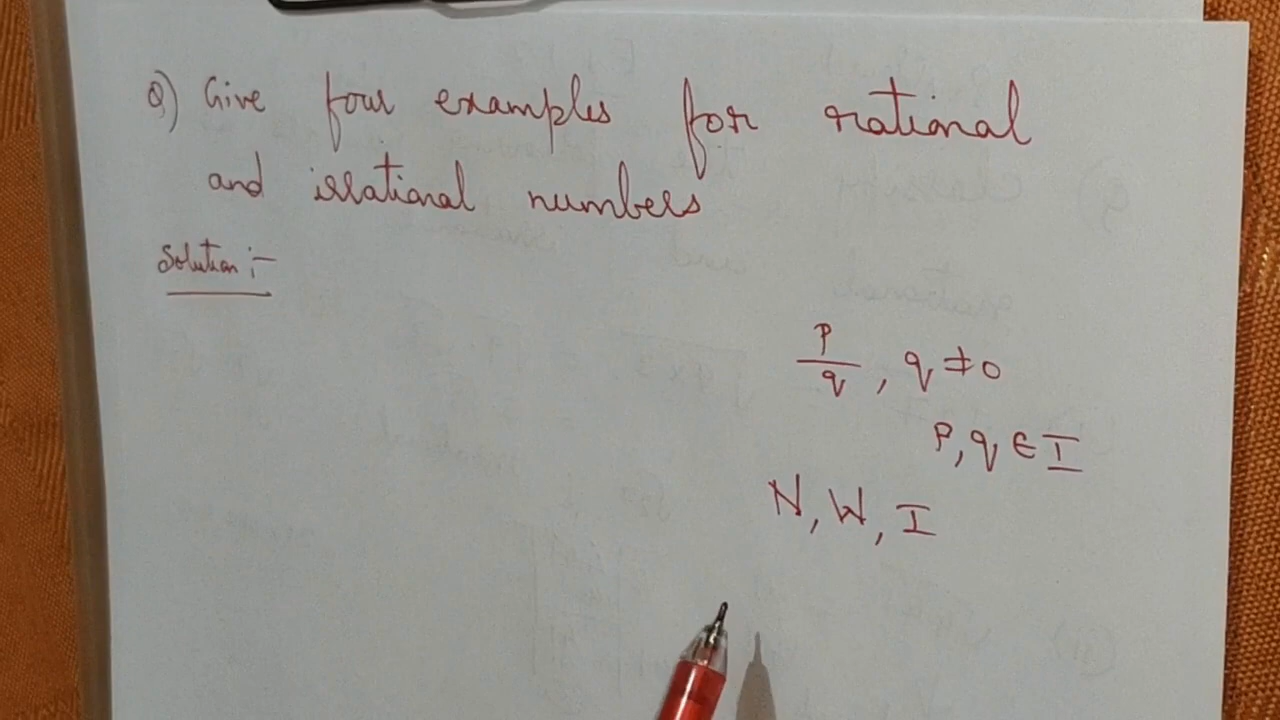 Q) Give four examples for rational
and irrational numbers
Solution :-
P/q , q ≠ 0
P, q ∈ I
N, W, I